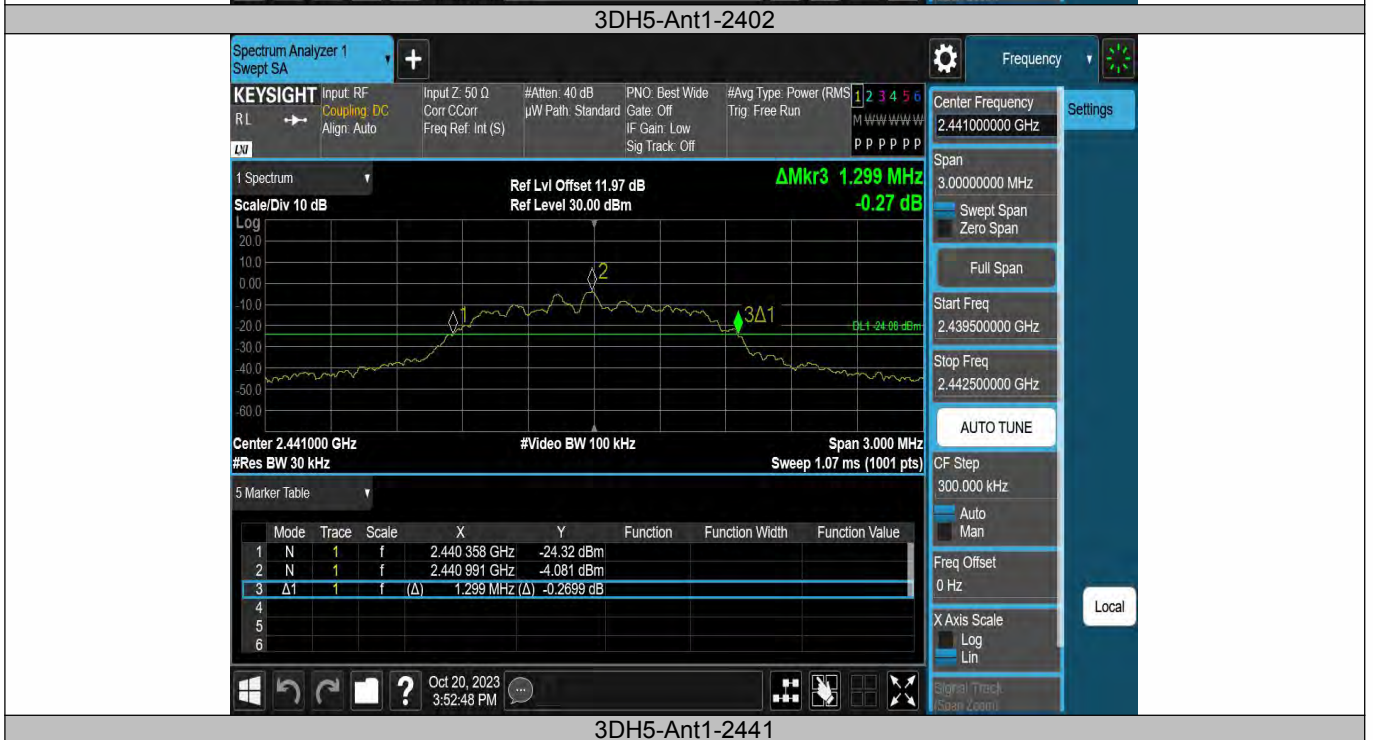 3DH5-Ant1-2402
Spectrum Analyzer 1
Swept SA
+
Frequency
KEYSIGHT
RL
LXI
Input: RF
Coupling: DC
Align: Auto
Input Z: 50 Ω
Corr CCorr
Freq Ref: Int (S)
#Atten: 40 dB
µW Path: Standard
PNO: Best Wide
Gate: Off
IF Gain: Low
Sig Track: Off
#Avg Type: Power (RMS
Trig: Free Run
1 2 3 4 5 6
M W W W W W
P P P P P P
1 Spectrum
Scale/Div 10 dB
Ref Lvl Offset 11.97 dB
Ref Level 30.00 dBm
ΔMkr3 1.299 MHz
-0.27 dB
Log
20.0
10.0
0.00
-10.0
-20.0
-30.0
-40.0
-50.0
-60.0
1
2
3Δ1
DL1 -24.08 dBm
Center 2.441000 GHz
#Video BW 100 kHz
Span 3.000 MHz
#Res BW 30 kHz
Sweep 1.07 ms (1001 pts)
5 Marker Table
Mode Trace Scale X Y Function Function Width Function Value
1 N 1 f 2.440 358 GHz -24.32 dBm
2 N 1 f 2.440 991 GHz -4.081 dBm
3 Δ1 1 f (Δ) 1.299 MHz (Δ) -0.2699 dB
4
5
6
Oct 20, 2023
3:52:48 PM
?
Center Frequency
2.441000000 GHz
Settings
Span
3.00000000 MHz
Swept Span
Zero Span
Full Span
Start Freq
2.439500000 GHz
Stop Freq
2.442500000 GHz
AUTO TUNE
CF Step
300.000 kHz
Auto
Man
Freq Offset
0 Hz
Local
X Axis Scale
Log
Lin
Signal Track
(Span Zoom)
3DH5-Ant1-2441